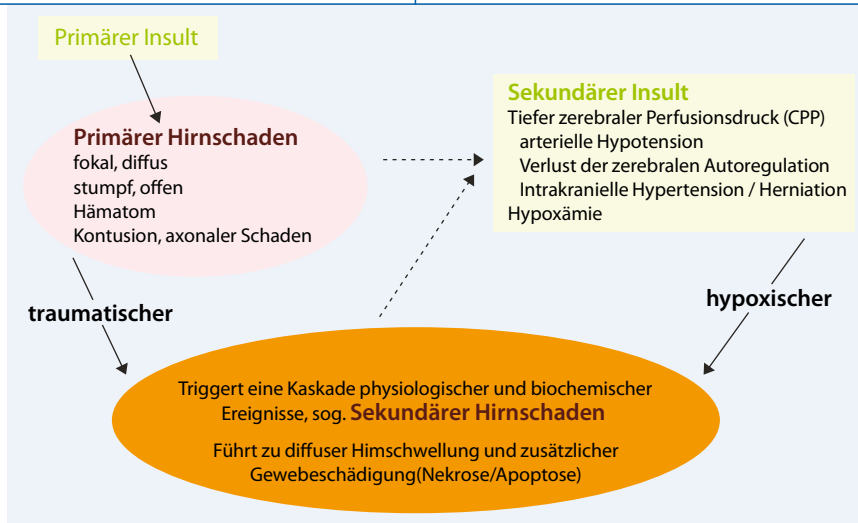 Primärer Insult
Primärer Hirnschaden
fokal, diffus
stumpf, offen
Hämatom
Kontusion, axonaler Schaden
Sekundärer Insult
Tiefer zerebraler Perfusionsdruck (CPP)
arterielle Hypotension
Verlust der zerebralen Autoregulation
Intrakranielle Hypertension / Herniation
Hypoxämie
traumatischer
hypoxischer
Triggert eine Kaskade physiologischer und biochemischer
Ereignisse, sog. Sekundärer Hirnschaden
Führt zu diffuser Himschwellung und zusätzlicher
Gewebeschädigung(Nekrose/Apoptose)